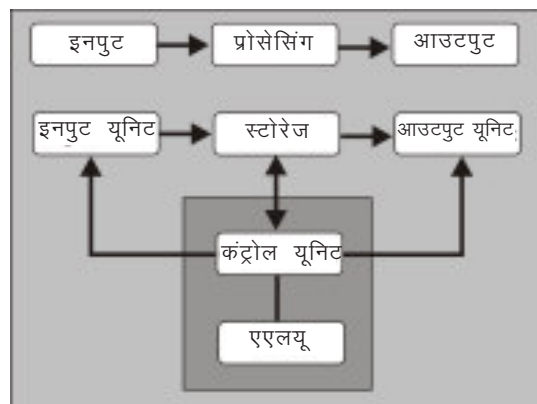 इनपुट प्रोसेसिंग आउटपुट
इनपुट यूनिट स्टोरेज आउटपुट यूनिट
कंट्रोल यूनिट
एएलयू